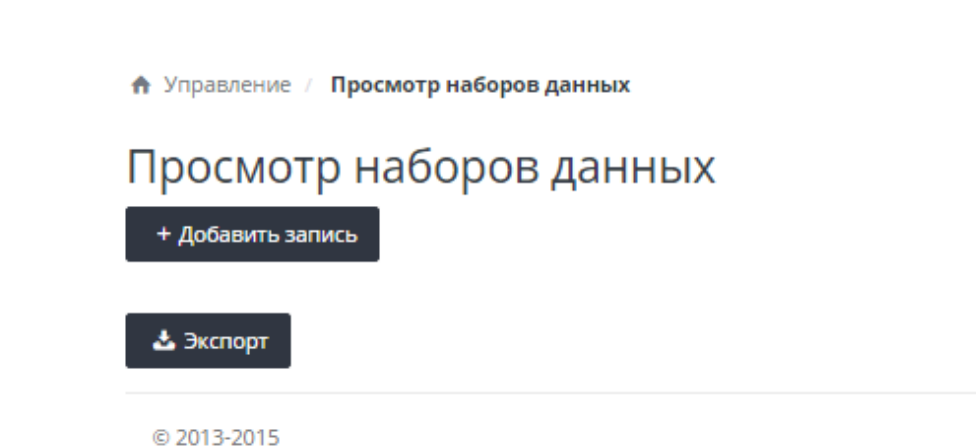 Управление / Просмотр наборов данных
Просмотр наборов данных
+ Добавить запись
Экспорт
© 2013-2015